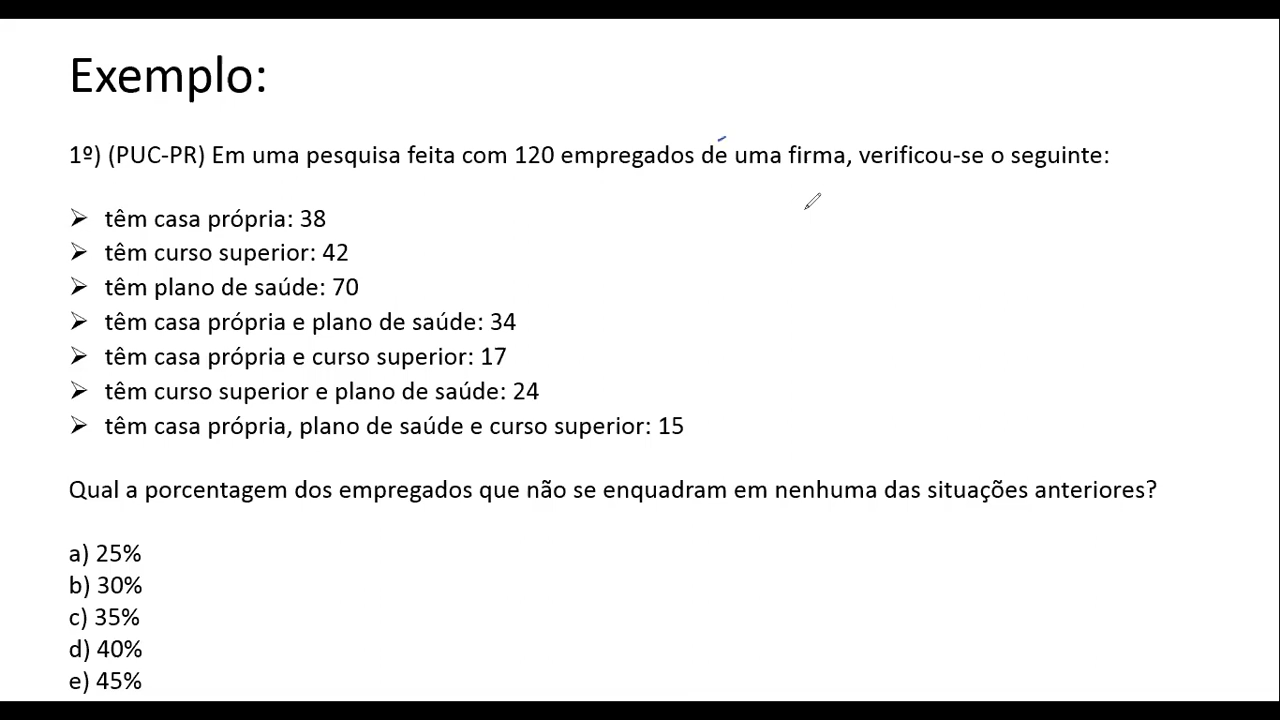 Exemplo:
1º) (PUC-PR) Em uma pesquisa feita com 120 empregados de uma firma, verificou-se o seguinte:
➢ têm casa própria: 38
➢ têm curso superior: 42
➢ têm plano de saúde: 70
➢ têm casa própria e plano de saúde: 34
➢ têm casa própria e curso superior: 17
➢ têm curso superior e plano de saúde: 24
➢ têm casa própria, plano de saúde e curso superior: 15
Qual a porcentagem dos empregados que não se enquadram em nenhuma das situações anteriores?
a) 25%
b) 30%
c) 35%
d) 40%
e) 45%